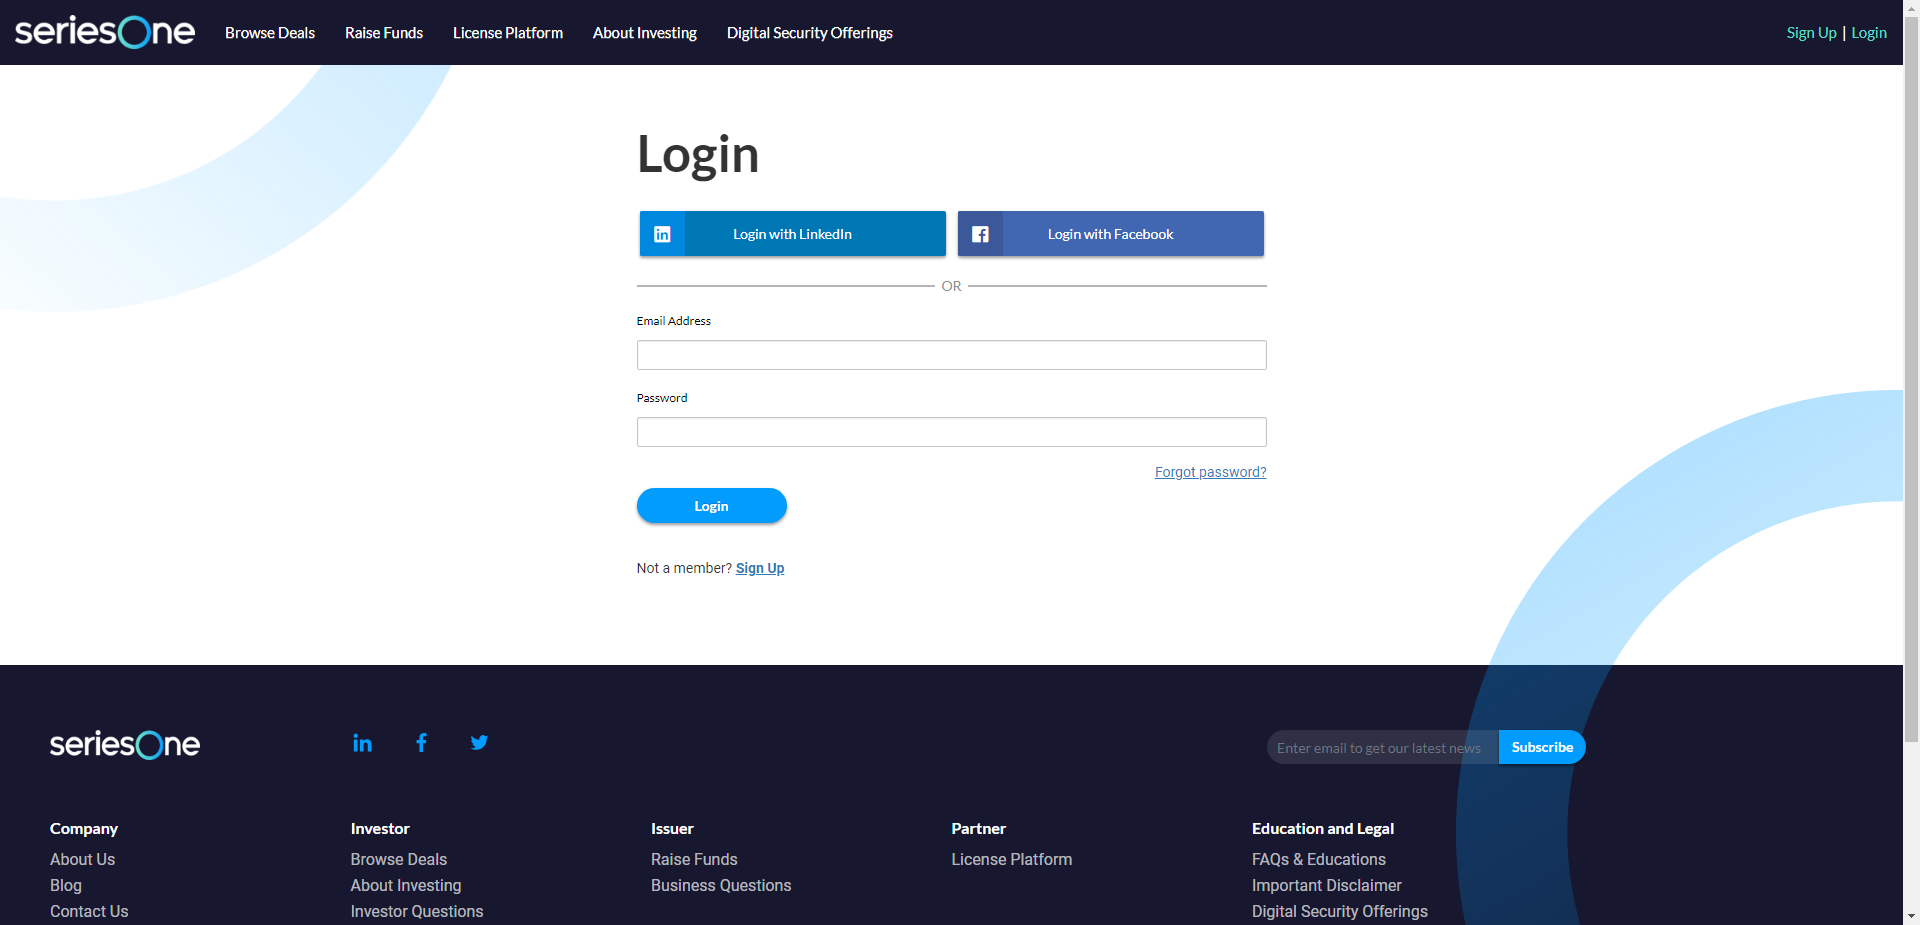 seriesOne Browse Deals Raise Funds License Platform About Investing Digital Security Offerings Sign Up | Login
Login
Login with LinkedIn Login with Facebook
OR
Email Address
Password
Forgot password?
Login
Not a member? Sign Up
seriesOne Enter email to get our latest news Subscribe
Company Investor Issuer Partner Education and Legal
About Us Browse Deals Raise Funds License Platform FAQs & Educations
Blog About Investing Business Questions Important Disclaimer
Contact Us Investor Questions Digital Security Offerings